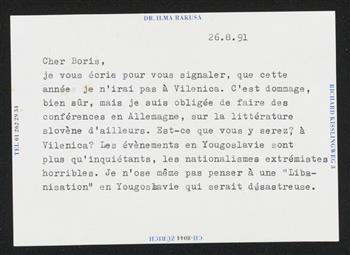 DR. ILMA RAKUSA
26.8.91
Cher Boris,
je vous écris pour vous signaler, que cette
année je n'irai pas à Vilenica. C'est dommage,
bien sûr, mais je suis obligée de faire des
conférences en Allemagne, sur la littérature
slovène d'ailleurs. Est-ce que vous y serez? à
Vilenica? Les évènements en Yougoslavie sont
plus qu'inquiétants, les nationalismes extrémistes
horribles. Je n'ose même pas penser à une "Liba-
nisation" en Yougoslavie qui serait désastreuse.
TEL 01 262 29 54
RICHARD KISSLINGWEG 3
CH-8044 ZÜRICH